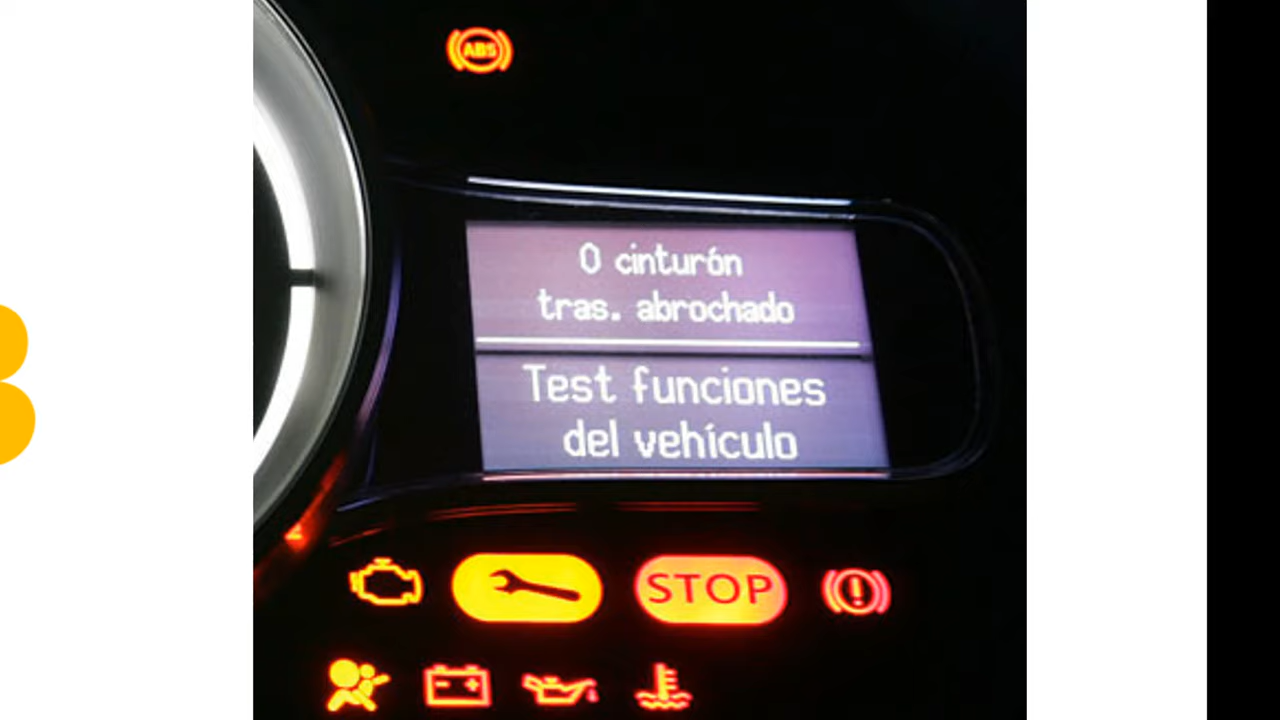 ABS
0 cinturón
tras. abrochado
Test funciones
del vehículo
STOP